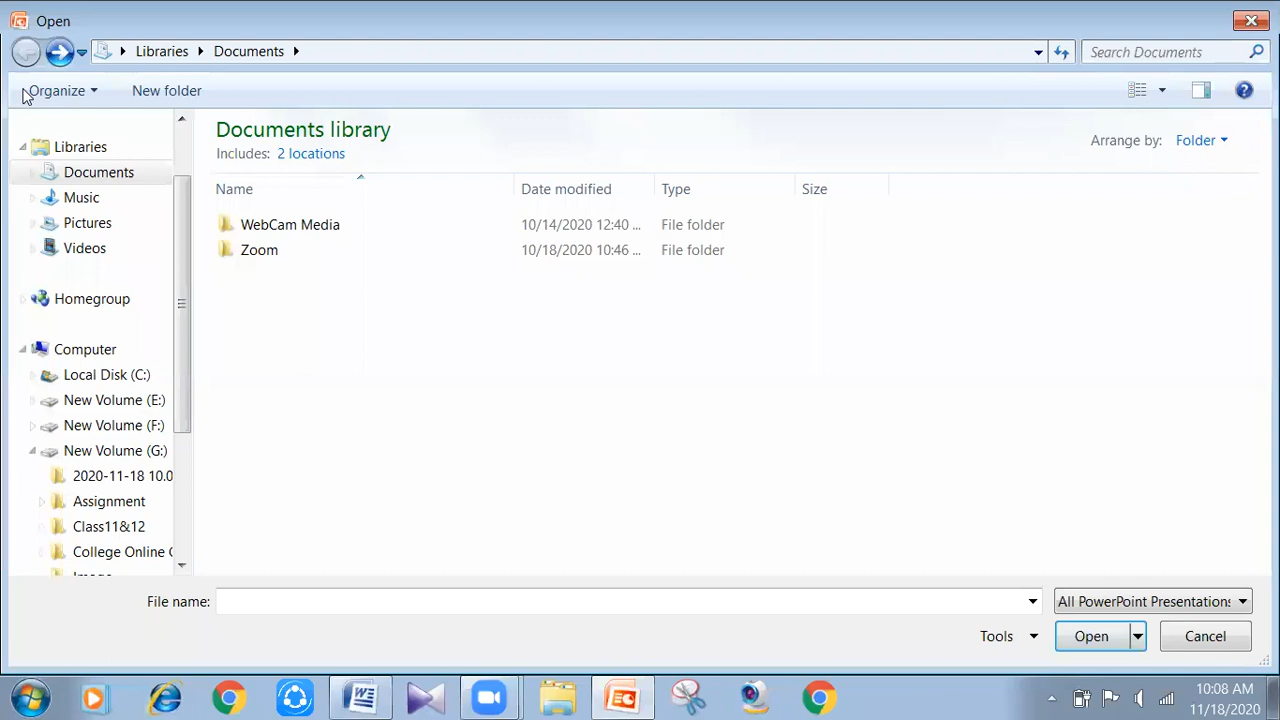 Open
Libraries Documents
Search Documents
Organize
New folder
Documents library
Includes: 2 locations
Arrange by: Folder
Name Date modified Type Size
WebCam Media 10/14/2020 12:40 ... File folder
Zoom 10/18/2020 10:46 ... File folder
Libraries
Documents
Music
Pictures
Videos
Homegroup
Computer
Local Disk (C:)
New Volume (E:)
New Volume (F:)
New Volume (G:)
2020-11-18 10.0
Assignment
Class11&12
College Online
File name:
All PowerPoint Presentations
Tools
Open
Cancel
10:08 AM
11/18/2020